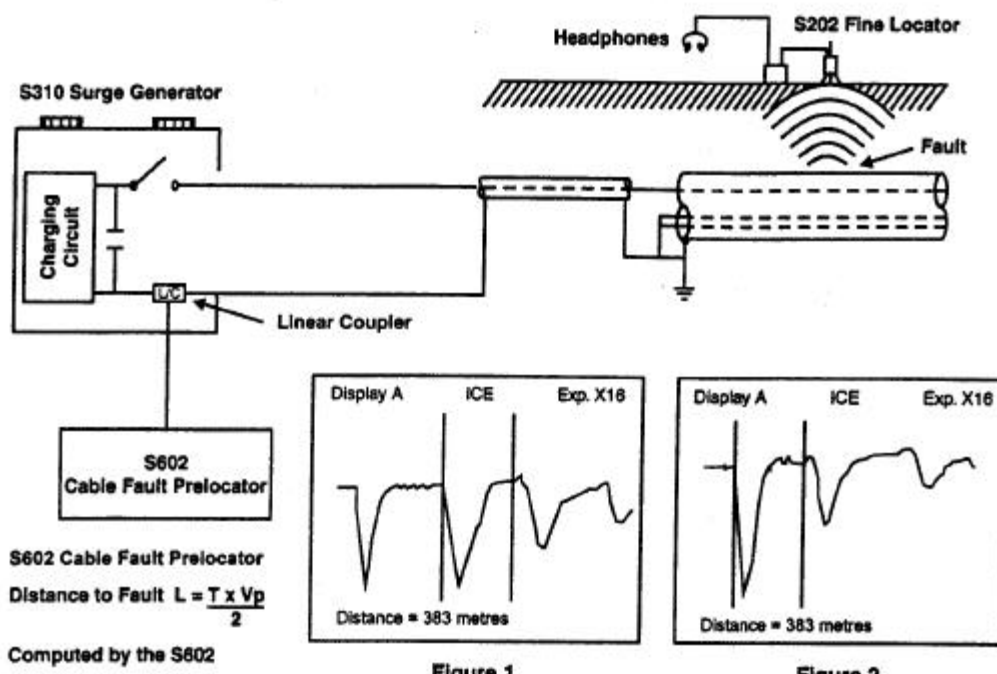 Headphones
S202 Fine Locator
S310 Surge Generator
Fault
Charging
Circuit
L/C
Linear Coupler
S602
Cable Fault Prelocator
Display A ICE Exp. X16
Distance = 383 metres
Display A ICE Exp. X16
Distance = 383 metres
S602 Cable Fault Prelocator
Distance to Fault L = T x Vp
2
Computed by the S602
Figure 1
Figure 2